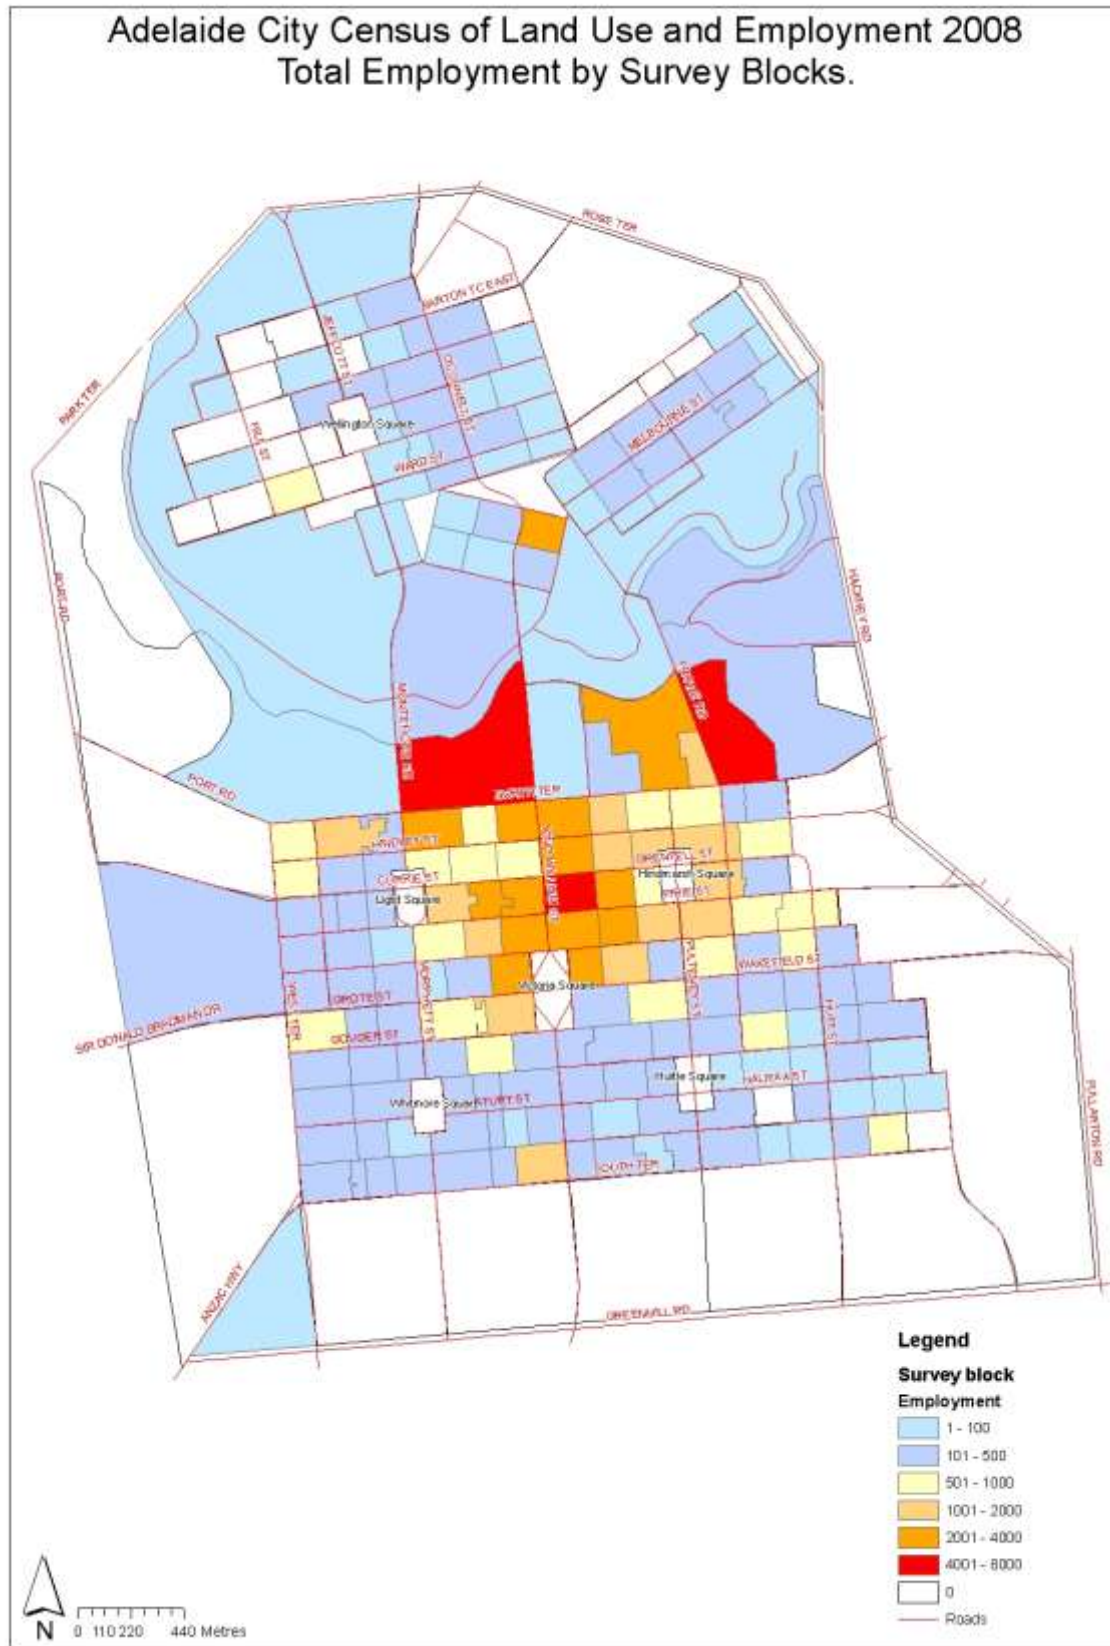 Adelaide City Census of Land Use and Employment 2008
Total Employment by Survey Blocks.
ROBE TER
BARTON TC EAST
JEFFCOTT ST
O'CONNELL ST
PARK TER
MELBOURNE ST
HILL ST
Wellington Square
WARD ST
PORT RD
HACKNEY RD
FROME RD
MONTEFIORE RD
PORT RD
NORTH TER
HINDLEY ST
KING WILLIAM RD
GRENFELL ST
CURRIE ST
Hindmarsh Square
Light Square
PIRIE ST
PULTENEY ST
WAKEFIELD ST
MORPHETT ST
Victoria Square
WEST TER
GROTE ST
HUTT ST
SIR DONALD BRADMAN DR
GOUGER ST
Hurtle Square
HALIFAX ST
Whitmore Square
STURT ST
FULLARTON RD
SOUTH TER
ANZAC HWY
GREENHILL RD
Legend
Survey block
Employment
1 - 100
101 - 500
501 - 1000
1001 - 2000
2001 - 4000
4001 - 8000
0
Roads
N
0 110 220 440 Metres